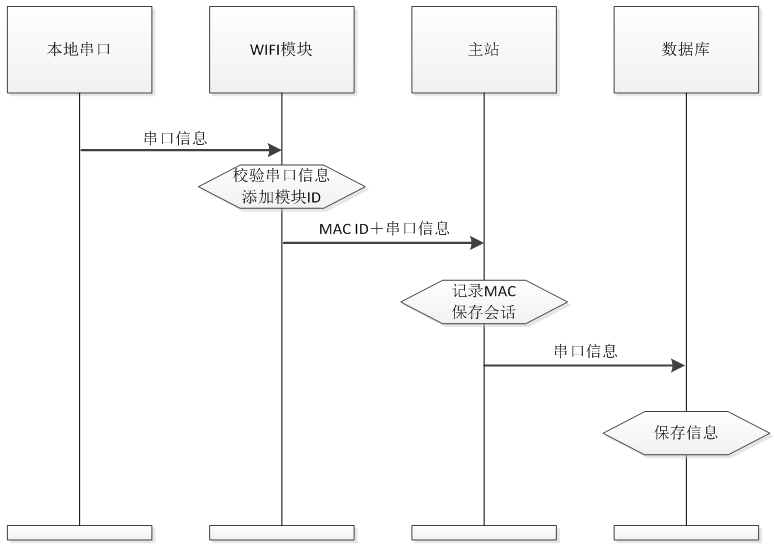 本地串口
WIFI模块
主站
数据库
串口信息
校验串口信息
添加模块ID
MAC ID＋串口信息
记录MAC
保存会话
串口信息
保存信息